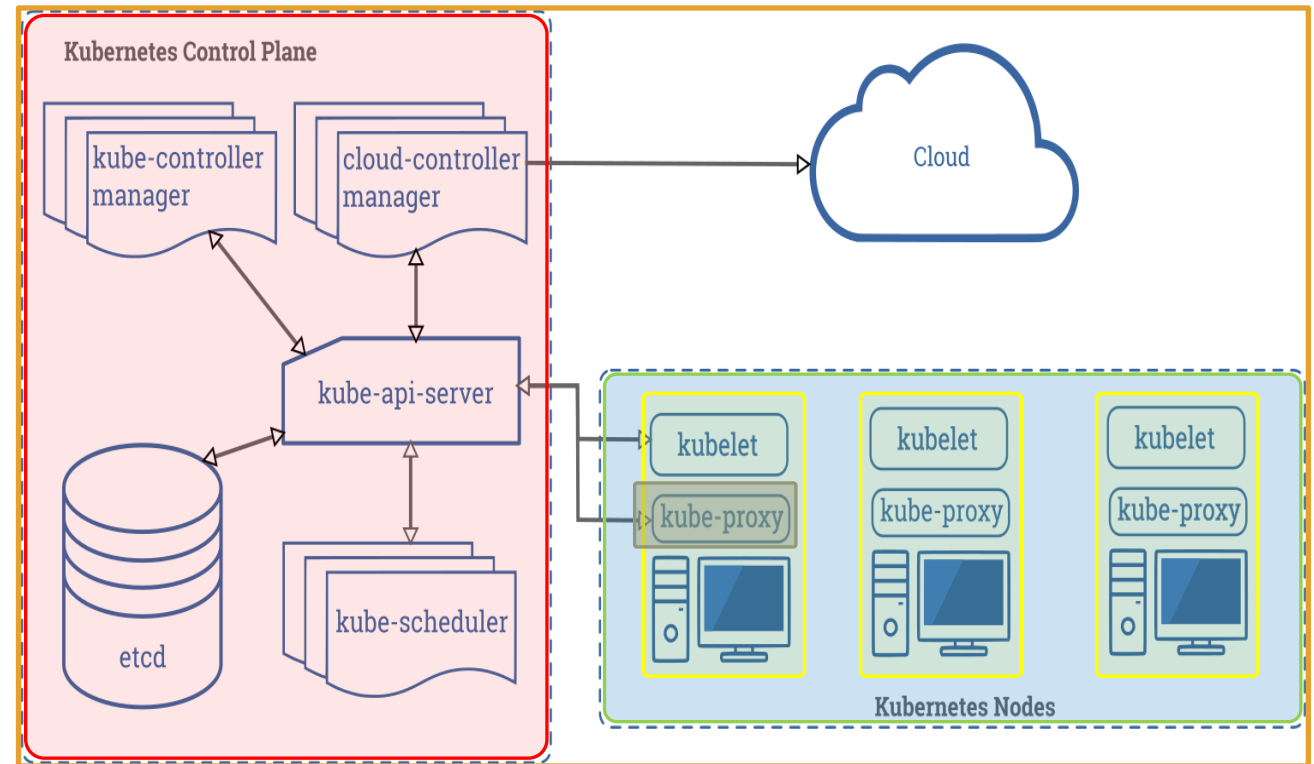 Kubernetes Control Plane
kube-controller
manager
cloud-controller
manager
Cloud
kube-api-server
etcd
kube-scheduler
kubelet
kube-proxy
kubelet
kube-proxy
kubelet
kube-proxy
Kubernetes Nodes